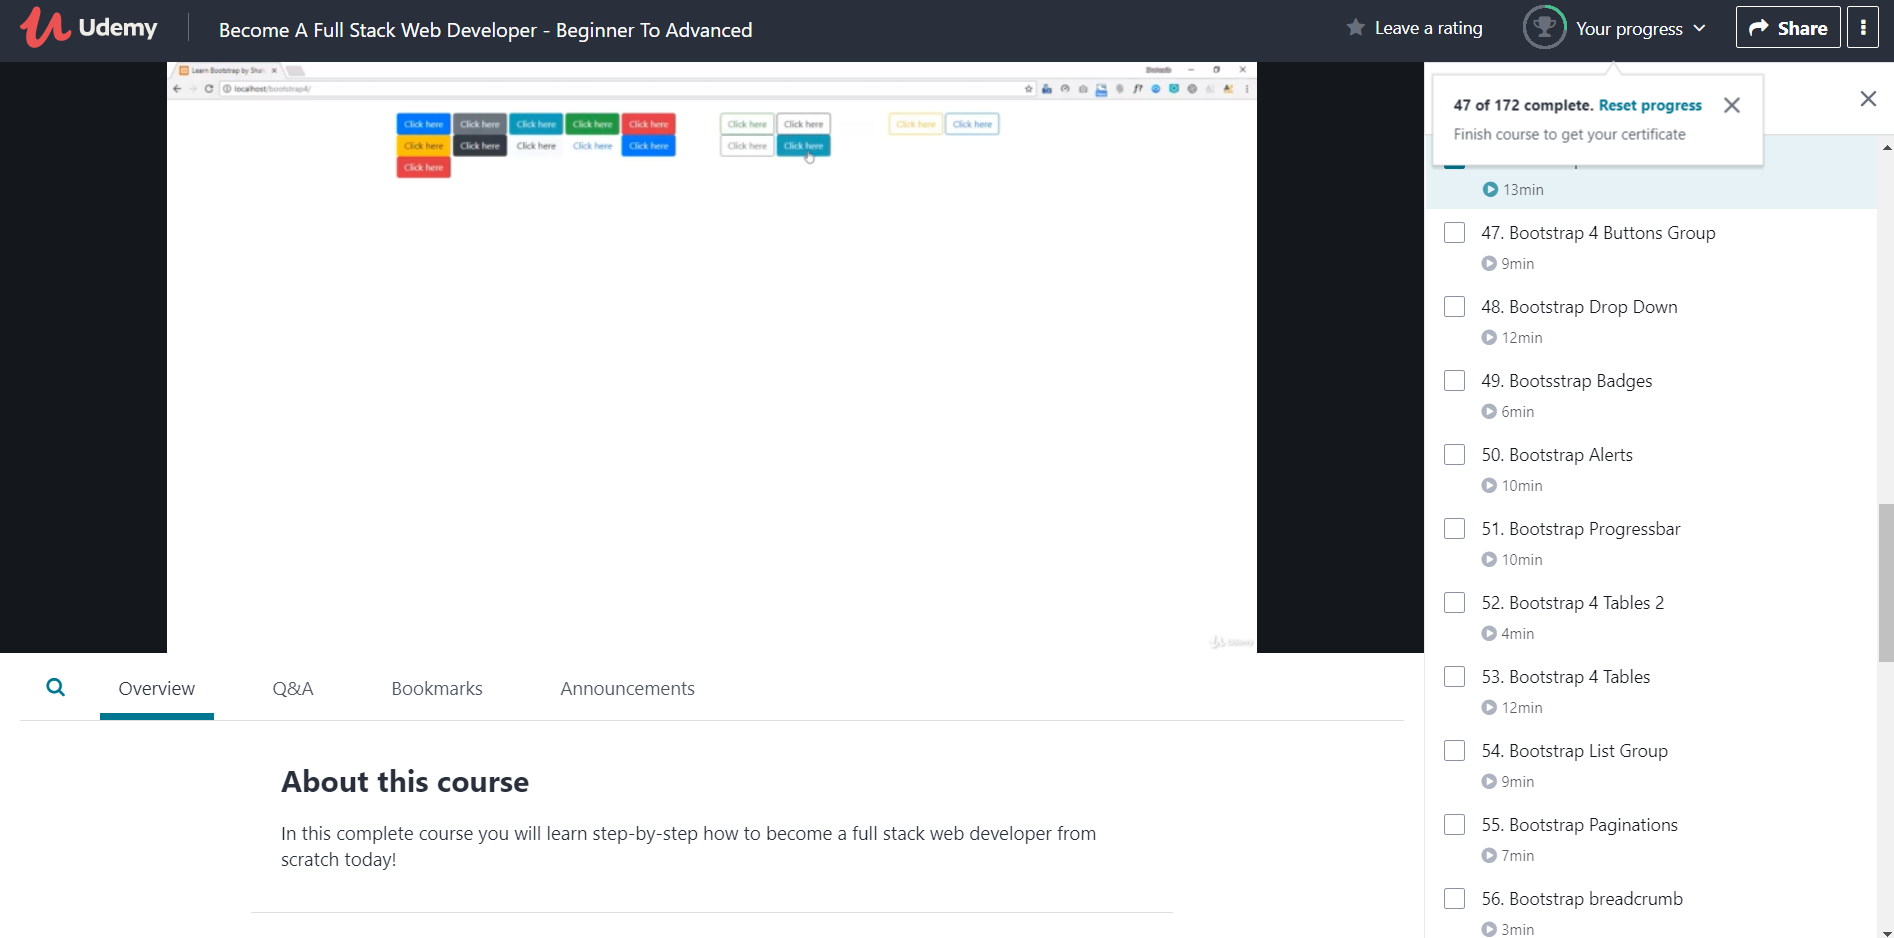 Udemy
Become A Full Stack Web Developer - Beginner To Advanced
Leave a rating
Your progress
Share
Learn Bootstrap by
localhost/bootstrap4/
Click here Click here Click here Click here Click here
Click here Click here Click here Click here Click here
Click here
Click here Click here
Click here Click here
Click here Click here
47 of 172 complete. Reset progress
Finish course to get your certificate
13min
47. Bootstrap 4 Buttons Group
9min
48. Bootstrap Drop Down
12min
49. Bootsstrap Badges
6min
50. Bootstrap Alerts
10min
51. Bootstrap Progressbar
10min
52. Bootstrap 4 Tables 2
4min
53. Bootstrap 4 Tables
12min
54. Bootstrap List Group
9min
55. Bootstrap Paginations
7min
56. Bootstrap breadcrumb
3min
Udemy
Overview
Q&A
Bookmarks
Announcements
About this course
In this complete course you will learn step-by-step how to become a full stack web developer from
scratch today!